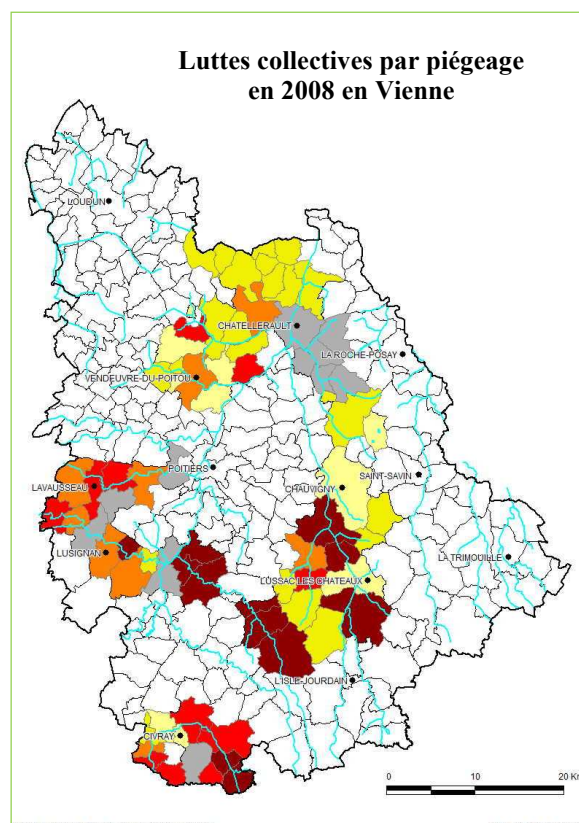 Luttes collectives par piégeage
en 2008 en Vienne
LOUDUN
CHATELLERAULT
LA ROCHE-POSAY
VENDEUVRE-DU-POITOU
POITIERS
LAVAUSSEAU
CHAUVIGNY
SAINT-SAVIN
LUSIGNAN
LA TRIMOUILLE
LUSSAC LES CHATEAUX
L'ISLE-JOURDAIN
CIVRAY
0 10 20 Km